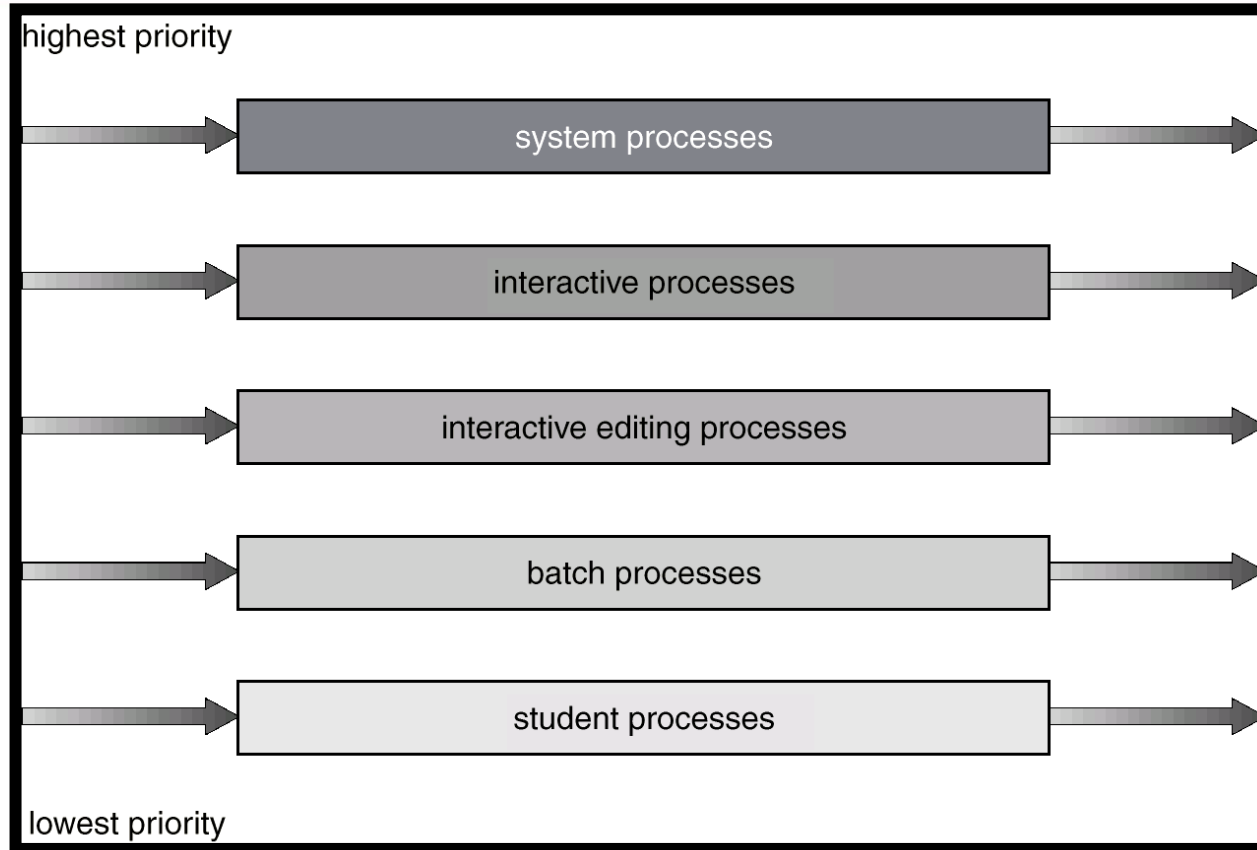 highest priority
system processes
interactive processes
interactive editing processes
batch processes
student processes
lowest priority